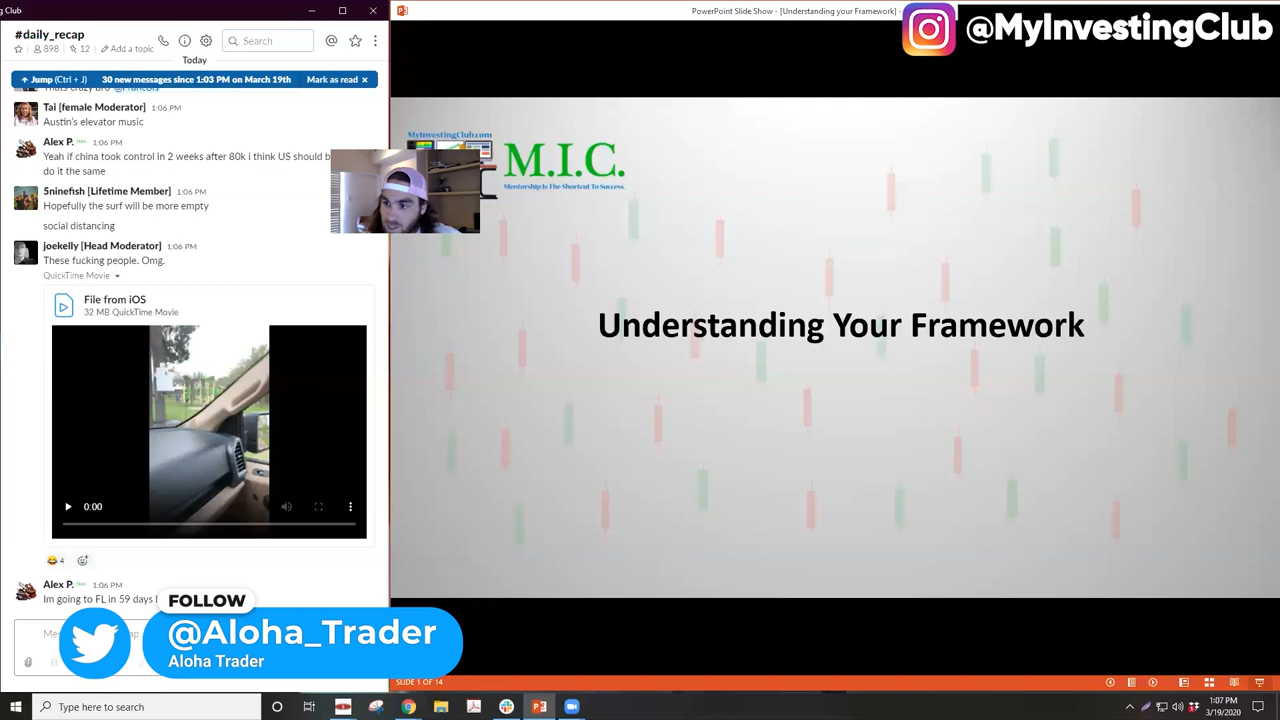 g Club
#daily_recap
898
12
Add a topic
Search
Today
Jump (Ctrl + J)
30 new messages since 1:03 PM on March 19th
Mark as read
Thats crazy bro @Francois
Tai [female Moderator] 1:06 PM
Austin's elevator music
Alex P. 1:06 PM
Yeah if china took control in 2 weeks after 80k i think US should b
do it the same
5ninefish [Lifetime Member] 1:06 PM
Hopefully the surf will be more empty
social distancing
joekelly [Head Moderator] 1:06 PM
These fucking people. Omg.
QuickTime Movie
File from iOS
32 MB QuickTime Movie
0:00
4
Alex P. 1:06 PM
Im going to FL in 59 days
FOLLOW
@Aloha_Trader
Aloha Trader
PowerPoint Slide Show - [Understanding your Framework]
@MyInvestingClub
MyInvestingClub.com
M.I.C.
Mentorship Is The Shortcut To Success.
Understanding Your Framework
SLIDE 1 OF 14
Type here to search
1:07 PM
3/19/2020